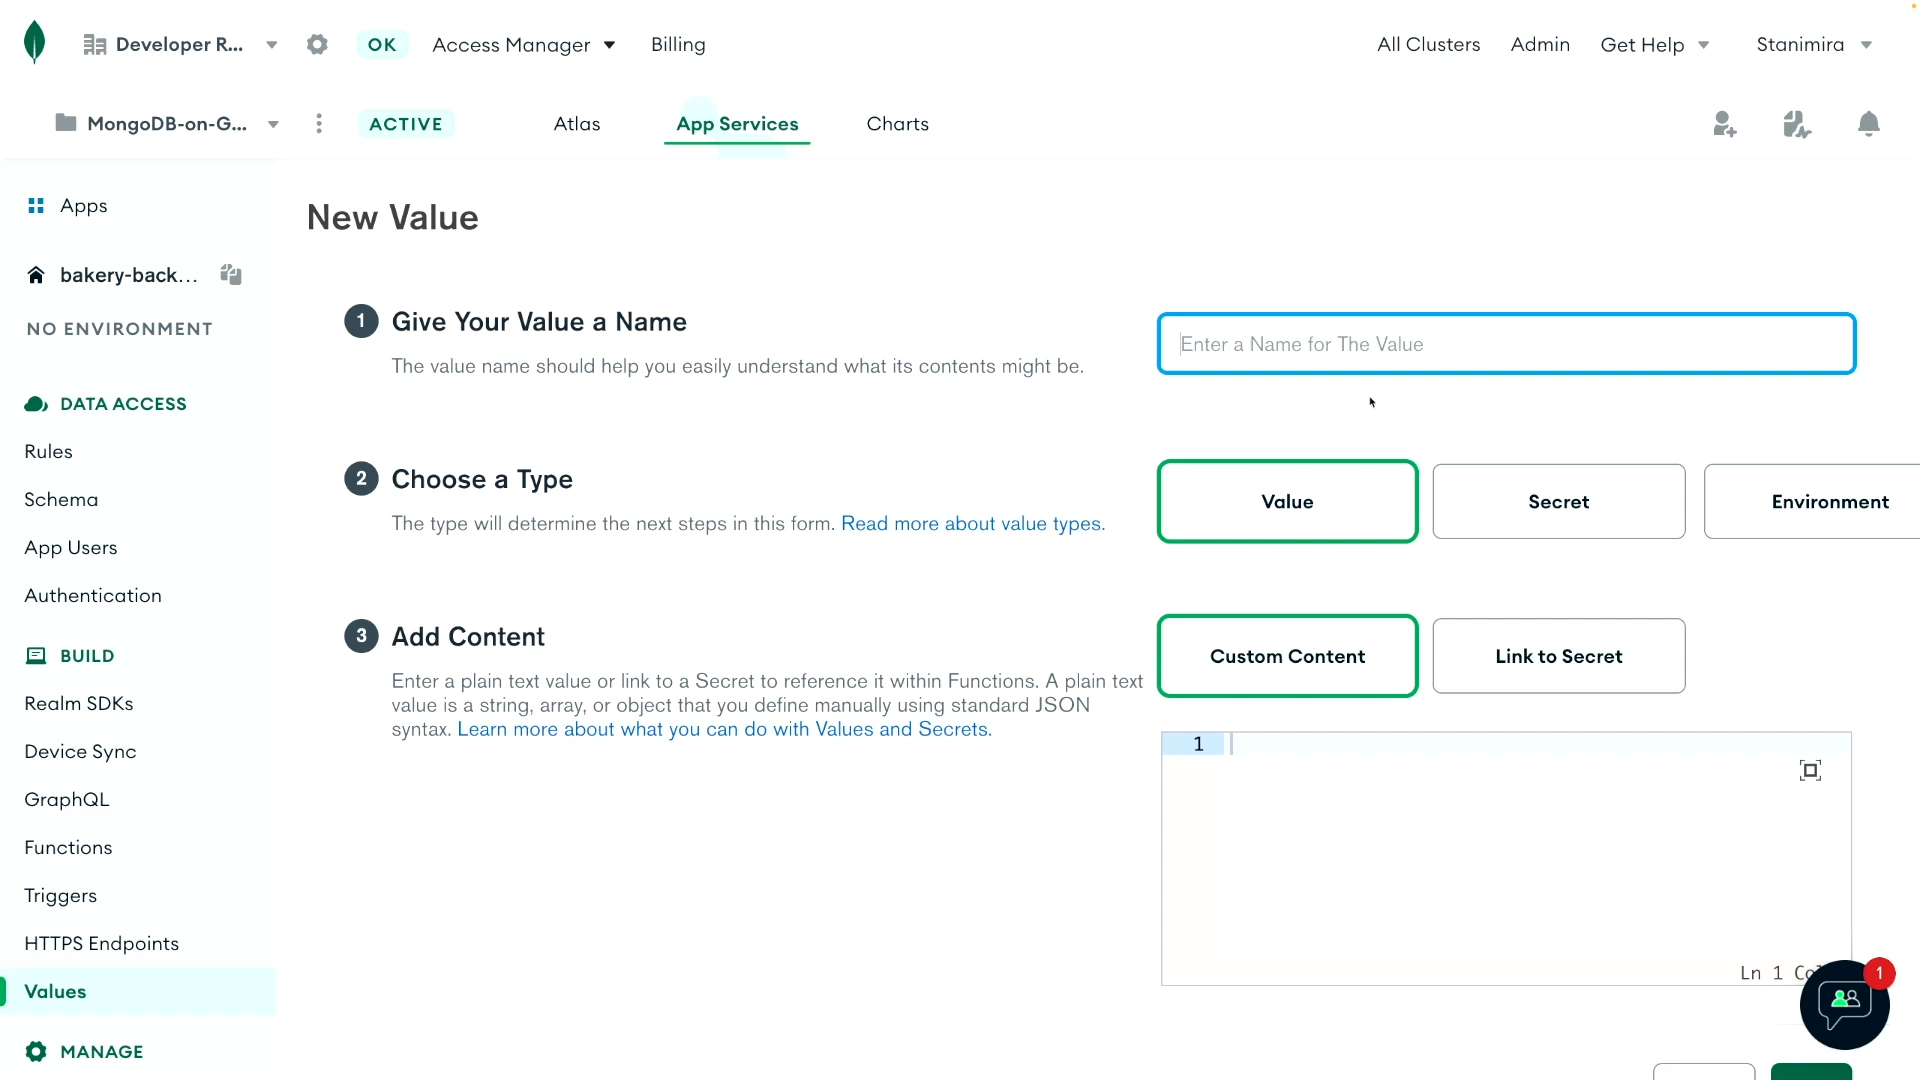 Developer R...
OK
Access Manager
Billing
All Clusters
Admin
Get Help
Stanimira
MongoDB-on-G...
ACTIVE
Atlas
App Services
Charts
Apps
bakery-back...
NO ENVIRONMENT
DATA ACCESS
Rules
Schema
App Users
Authentication
BUILD
Realm SDKs
Device Sync
GraphQL
Functions
Triggers
HTTPS Endpoints
Values
MANAGE
New Value
1 Give Your Value a Name
The value name should help you easily understand what its contents might be.
Enter a Name for The Value
2 Choose a Type
The type will determine the next steps in this form. Read more about value types.
Value
Secret
Environment
3 Add Content
Enter a plain text value or link to a Secret to reference it within Functions. A plain text
value is a string, array, or object that you define manually using standard JSON
syntax. Learn more about what you can do with Values and Secrets.
Custom Content
Link to Secret
1
Ln 1
1